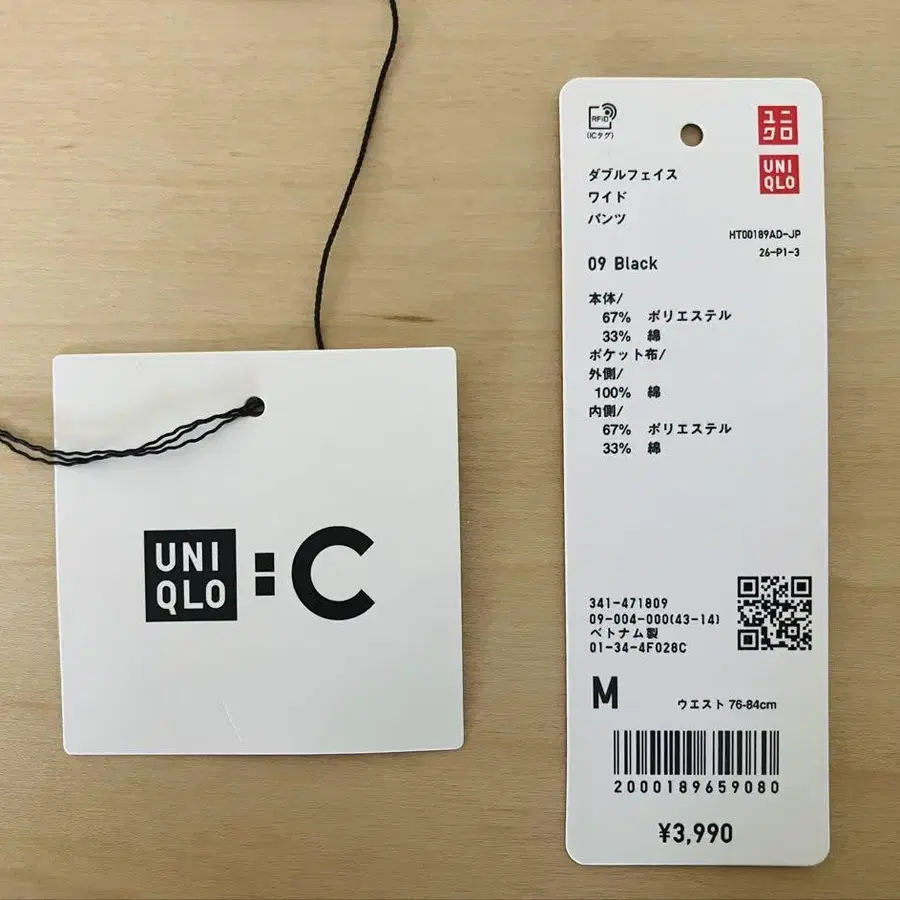 UNI
QLO : C
RFID
(ICタグ)
ユニ
クロ
UNI
QLO
ダブルフェイス
ワイド
パンツ
HT00189AD-JP
26-P1-3
09 Black
本体/
67% ポリエステル
33% 綿
ポケット布/
外側/
100% 綿
内側/
67% ポリエステル
33% 綿
341-471809
09-004-000(43-14)
ベトナム製
01-34-4F028C
M ウエスト 76-84cm
2000189659080
¥3,990